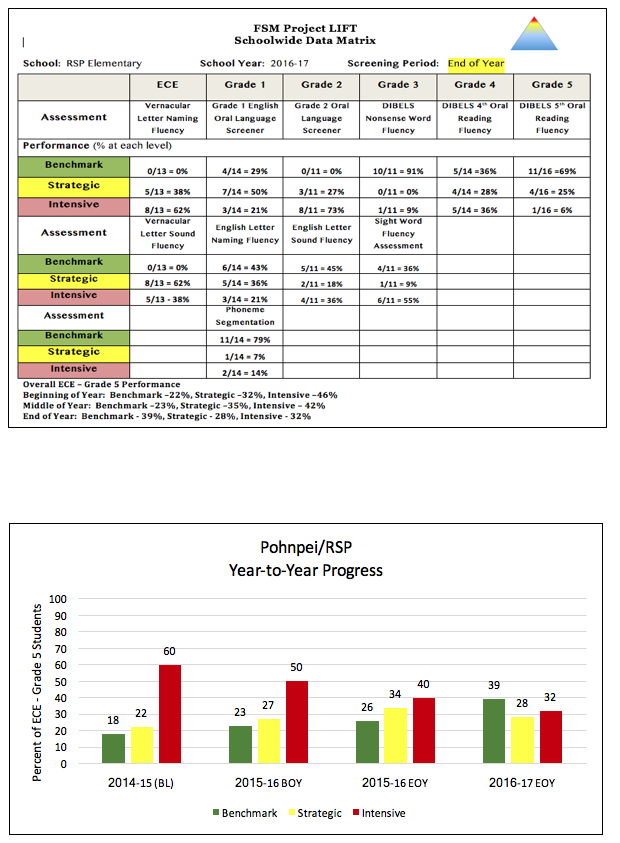 FSM Project LIFT
Schoolwide Data Matrix
School: RSP Elementary School Year: 2016-17 Screening Period: End of Year
ECE Grade 1 Grade 2 Grade 3 Grade 4 Grade 5
Assessment Vernacular Letter Naming Fluency Grade 1 English Oral Language Screener Grade 2 Oral Language Screener DIBELS Nonsense Word Fluency DIBELS 4th Oral Reading Fluency DIBELS 5th Oral Reading Fluency
Performance (% at each level)
Benchmark 0/13 = 0% 4/14 = 29% 0/11 = 0% 10/11 = 91% 5/14 =36% 11/16 =69%
Strategic 5/13 = 38% 7/14 = 50% 3/11 = 27% 0/11 = 0% 4/14 = 28% 4/16 = 25%
Intensive 8/13 = 62% 3/14 = 21% 8/11 = 73% 1/11 = 9% 5/14 = 36% 1/16 = 6%
Assessment Vernacular Letter Sound Fluency English Letter Naming Fluency English Letter Sound Fluency Sight Word Fluency Assessment
Benchmark 0/13 = 0% 6/14 = 43% 5/11 = 45% 4/11 = 36%
Strategic 8/13 = 62% 5/14 = 36% 2/11 = 18% 1/11 = 9%
Intensive 5/13 - 38% 3/14 = 21% 4/11 = 36% 6/11 = 55%
Assessment Phoneme Segmentation
Benchmark 11/14 = 79%
Strategic 1/14 = 7%
Intensive 2/14 = 14%
Overall ECE – Grade 5 Performance
Beginning of Year: Benchmark –22%, Strategic –32%, Intensive –46%
Middle of Year: Benchmark –23%, Strategic –35%, Intensive – 42%
End of Year: Benchmark - 39%, Strategic - 28%, Intensive - 32%
Pohnpei/RSP
Year-to-Year Progress
Percent of ECE - Grade 5 Students
100
90
80
70
60
50
40
30
20
10
0
18 22 60
23 27 50
26 34 40
39 28 32
2014-15 (BL) 2015-16 BOY 2015-16 EOY 2016-17 EOY
Benchmark Strategic Intensive